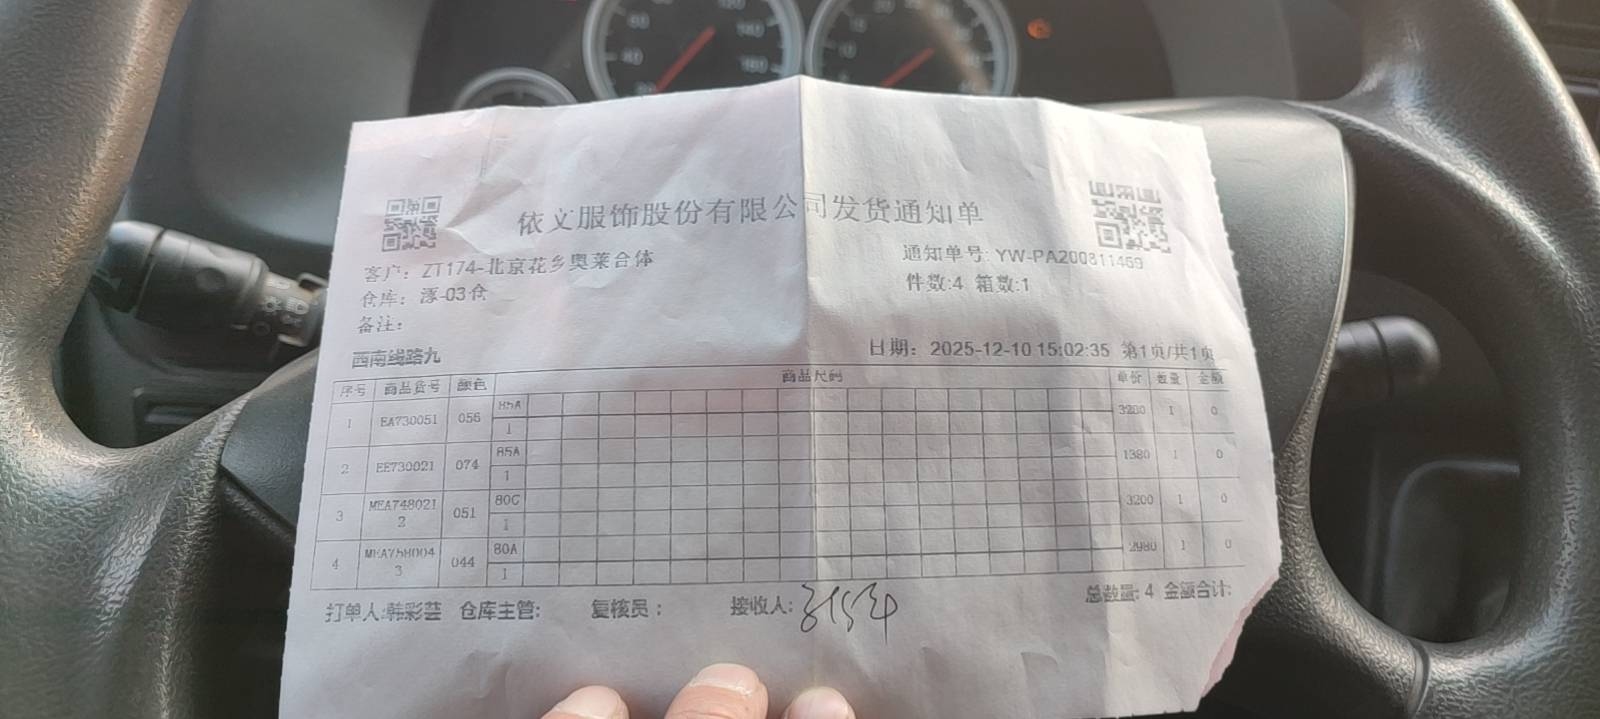 依文服饰股份有限公司发货通知单
客户：ZT174-北京花乡奥莱合体
通知单号: YW-PA200811469
仓库：涿-03仓
件数:4 箱数:1
备注：
西南线路九
日期：2025-12-10 15:02:35 第1页/共1页
序号 商品货号 颜色 商品尺码 单价 数量 金额
1 EA730051 056 85A 3200 1 0
1
2 EE730021 074 85A 1380 1 0
1
3 MEA748021 051 80C 3200 1 0
2 1
4 MEA758004 044 80A 2980 1 0
3 1
打单人:韩彩芸 仓库主管: 复核员： 接收人: 总数量: 4 金额合计: